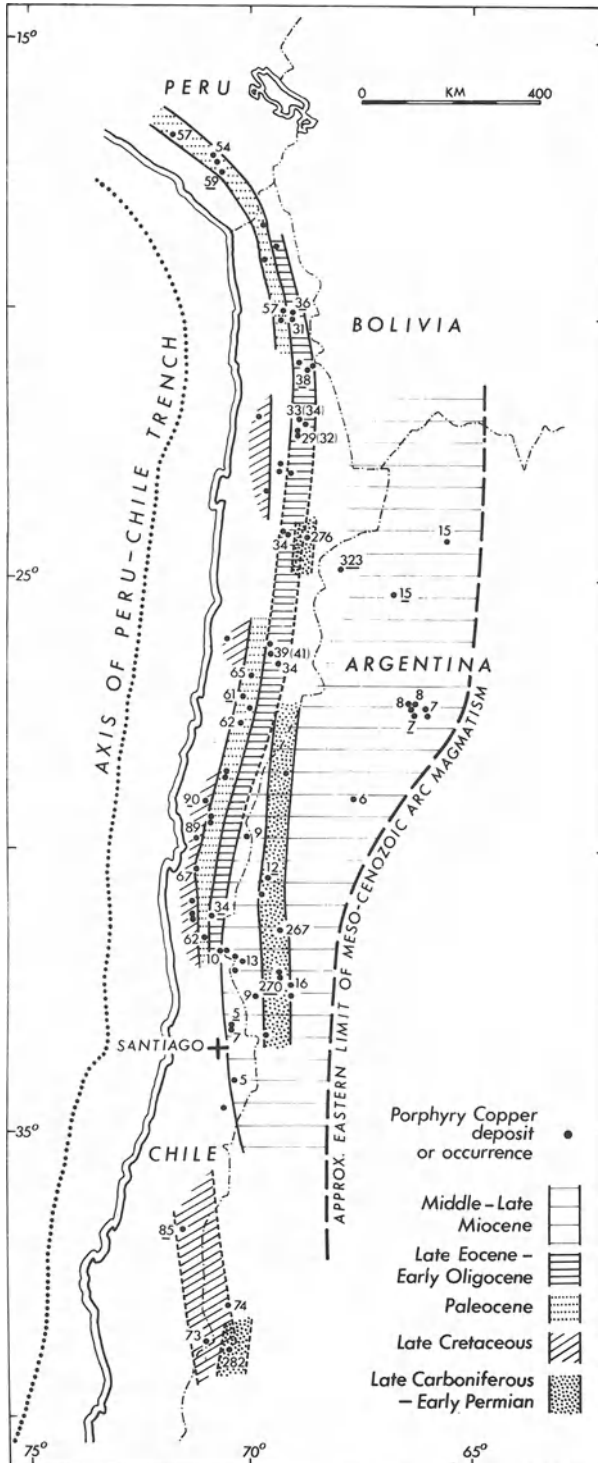 15°
PERU
0 KM 400
57
54
59
57
36
31
BOLIVIA
38
33(34)
29(32)
AXIS OF PERU-CHILE TRENCH
34
276
15
323
15
25°
39(41)
34
ARGENTINA
65
61
62
8
8
7
7
90
6
89
9
67
12
34
267
62
10
13
270
16
9
5
7
SANTIAGO
5
APPROX. EASTERN LIMIT OF MESO-CENOZOIC ARC MAGMATISM
35°
CHILE
85
74
73
282
Porphyry Copper
deposit
or occurrence
Middle-Late
Miocene
Late Eocene-
Early Oligocene
Paleocene
Late Cretaceous
Late Carboniferous
-Early Permian
75°
70°
65°